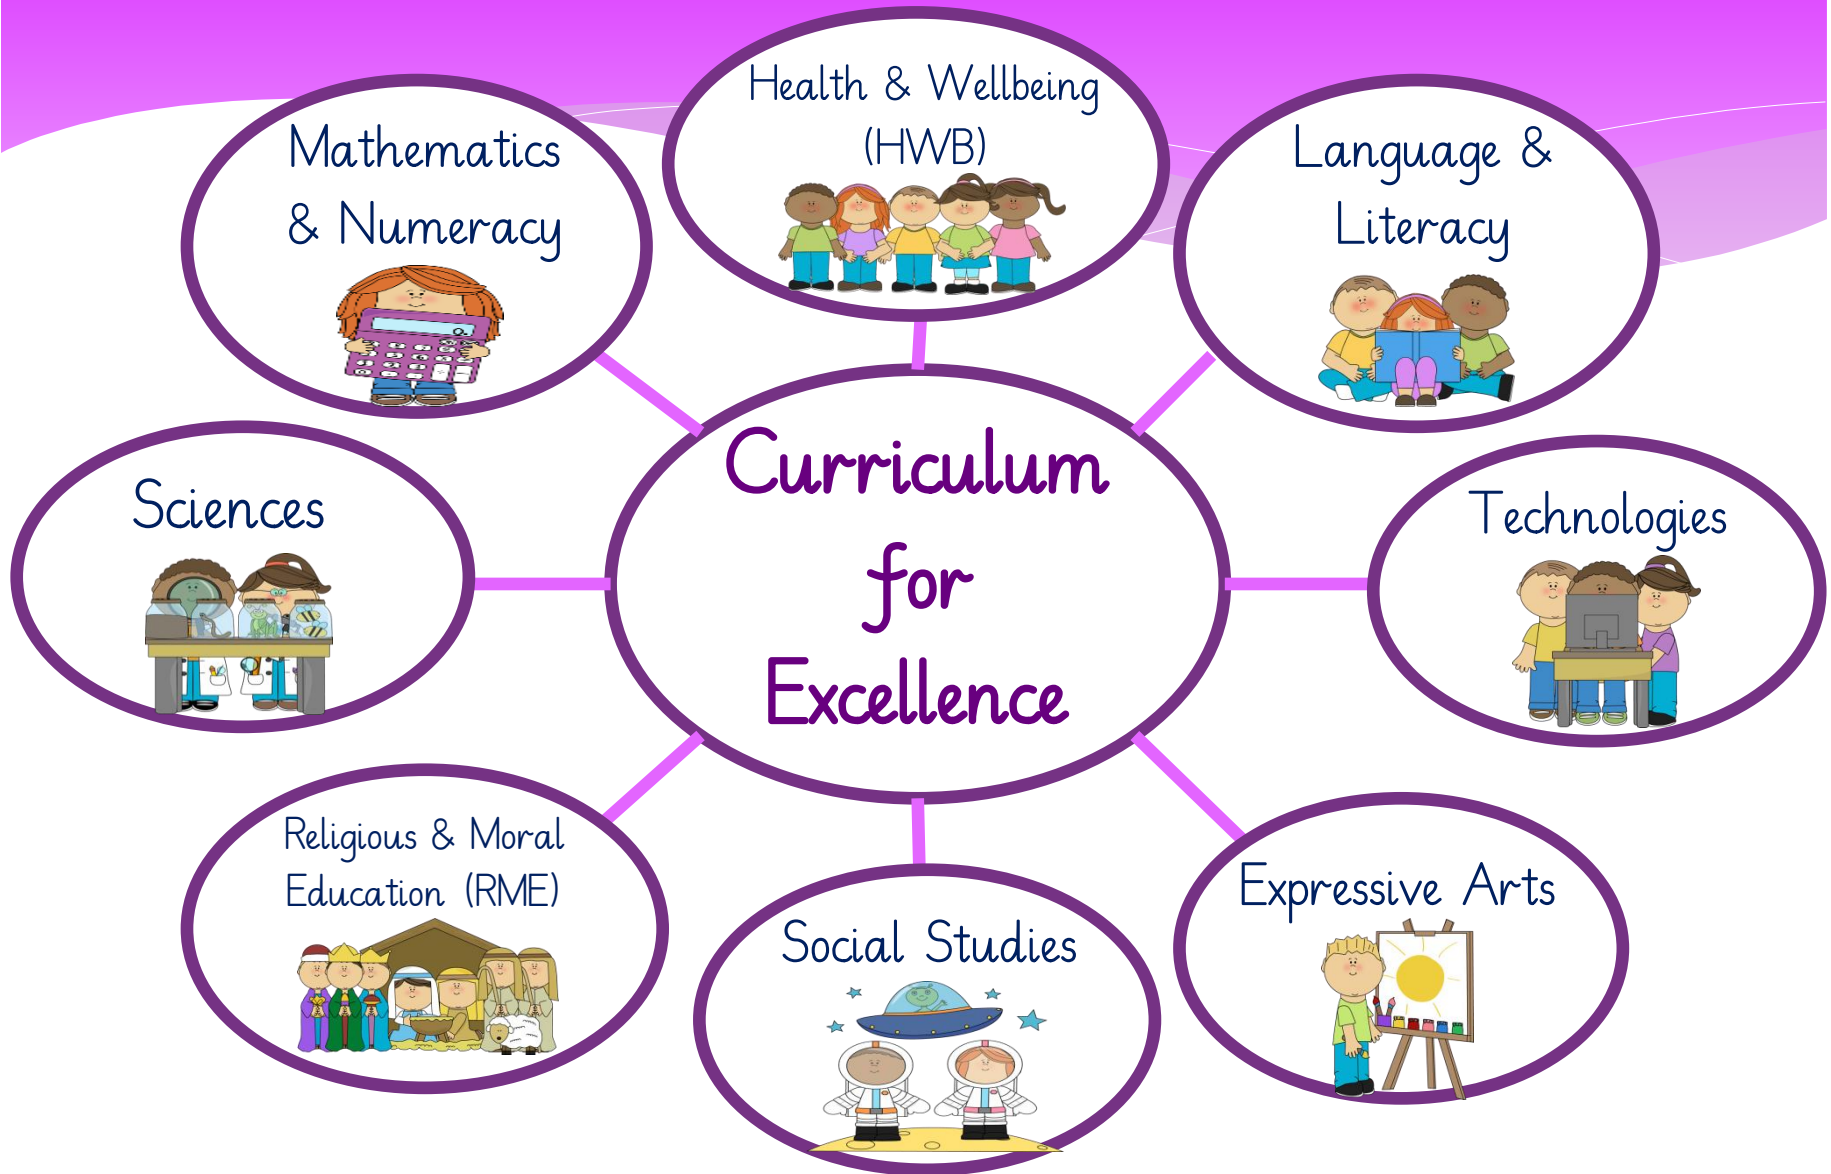 Health & Wellbeing
(HWB)
Mathematics
& Numeracy
Language &
Literacy
Sciences
Curriculum
for
Excellence
Technologies
Religious & Moral
Education (RME)
Social Studies
Expressive Arts